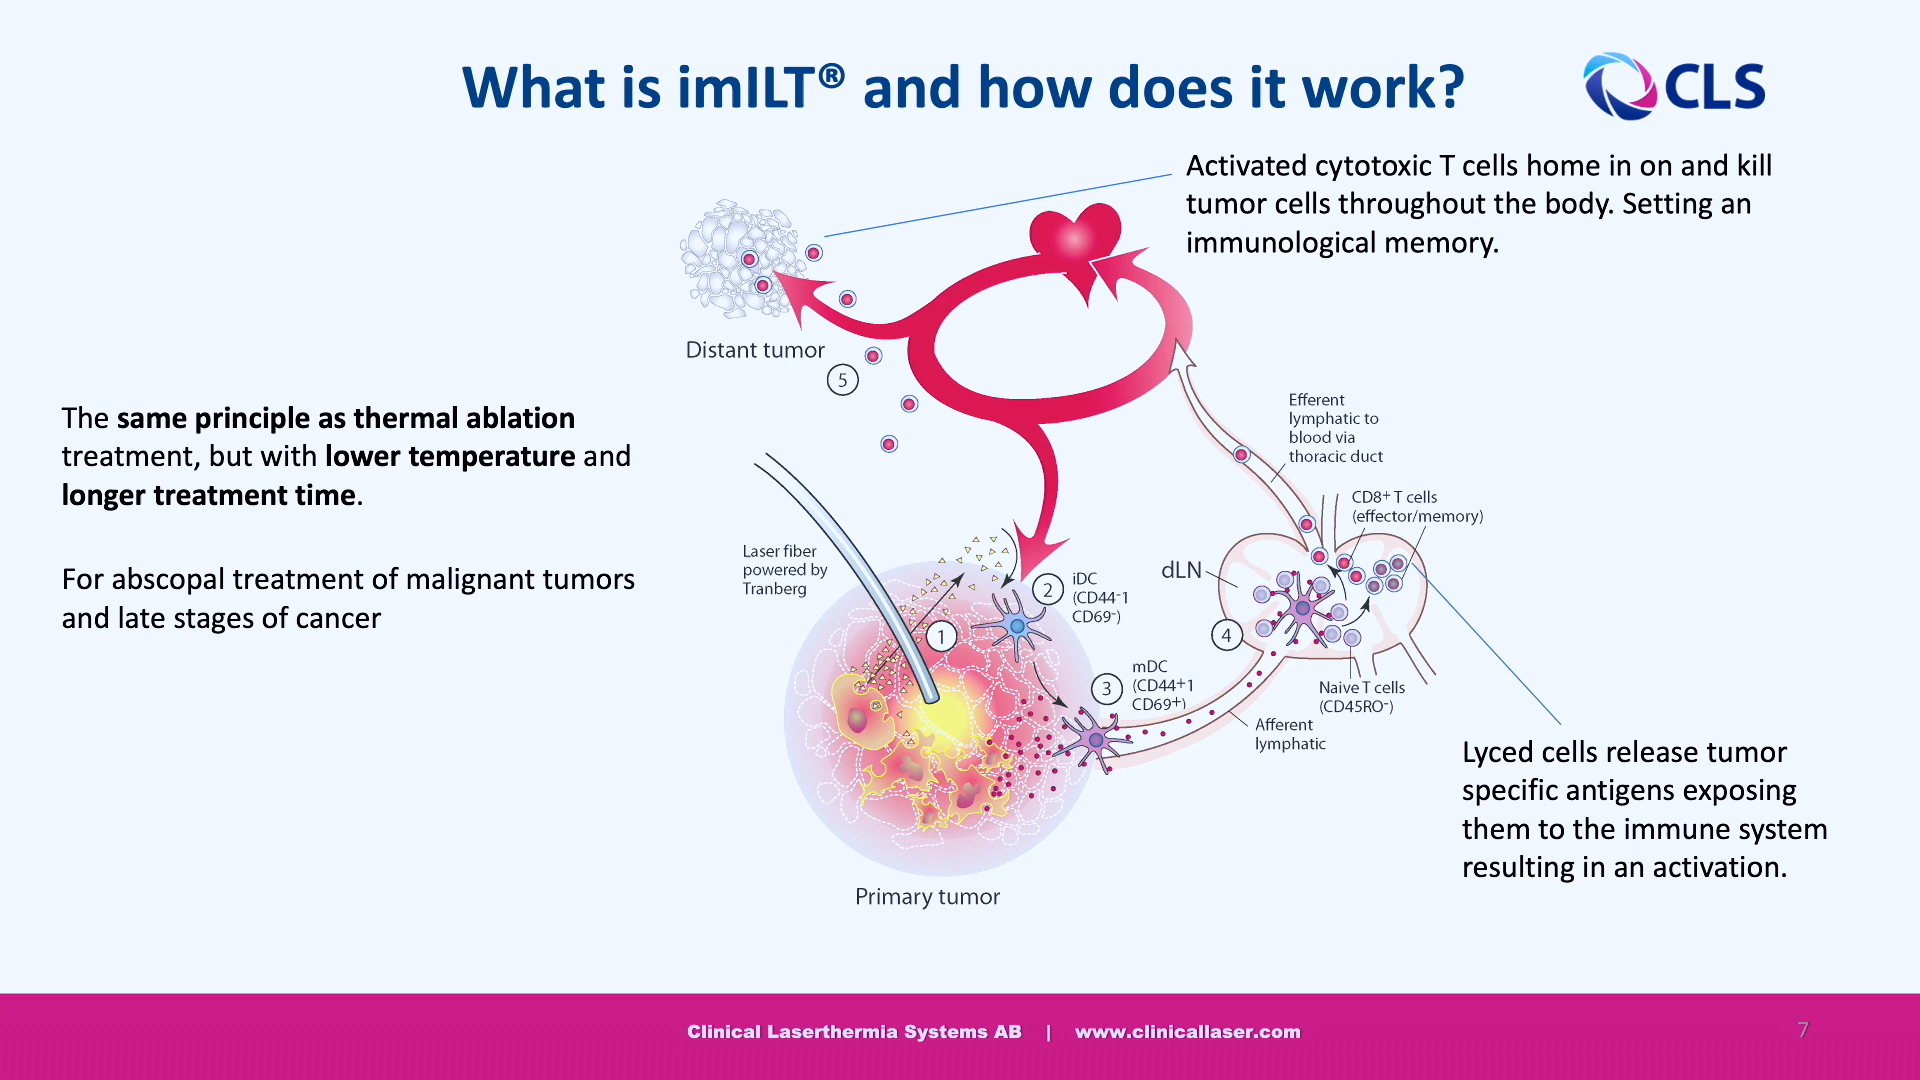 What is imILT® and how does it work?
CLS
Activated cytotoxic T cells home in on and kill
tumor cells throughout the body. Setting an
immunological memory.
The same principle as thermal ablation
treatment, but with lower temperature and
longer treatment time.
For abscopal treatment of malignant tumors
and late stages of cancer
Distant tumor
5
Laser fiber
powered by
Tranberg
1
2
iDC
(CD44-1
CD69-)
3
mDC
(CD44+1
CD69+)
Efferent
lymphatic to
blood via
thoracic duct
CD8+ T cells
(effector/memory)
dLN
4
Naive T cells
(CD45RO-)
Afferent
lymphatic
Primary tumor
Lyced cells release tumor
specific antigens exposing
them to the immune system
resulting in an activation.
Clinical Laserthermia Systems AB | www.clinicallaser.com
7